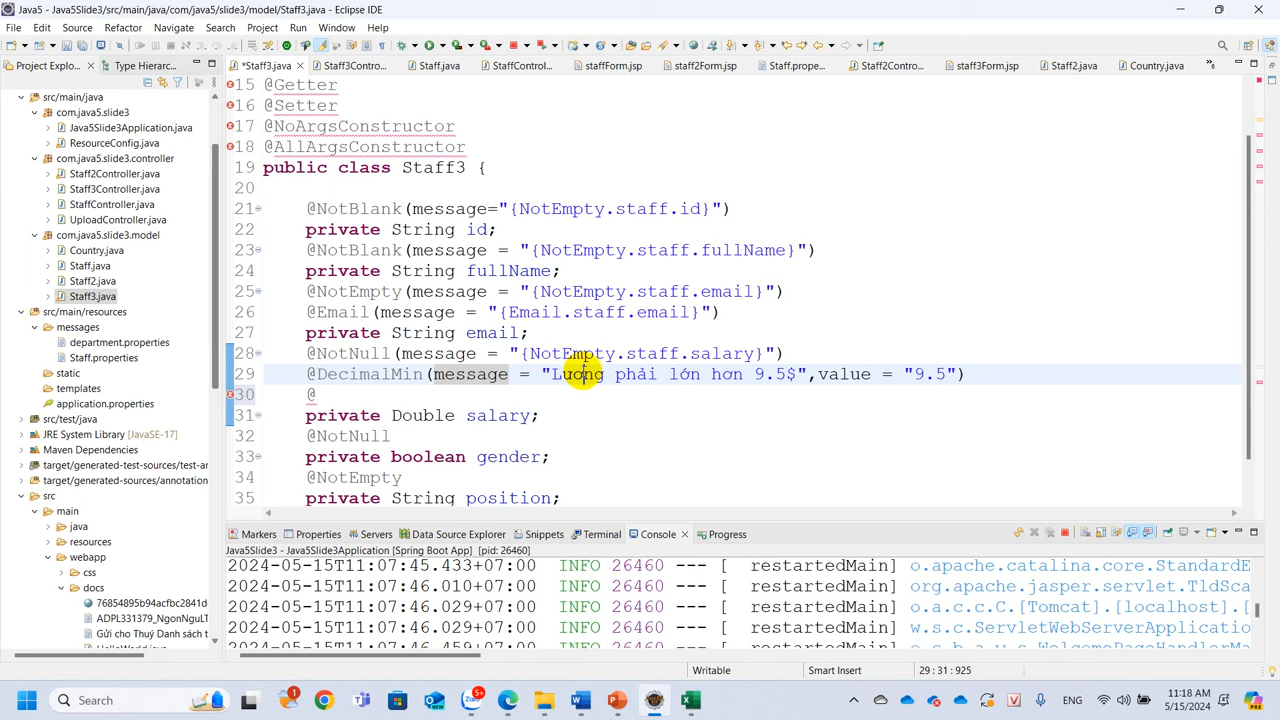 Java5 - Java5Slide3/src/main/java/com/java5/slide3/model/Staff3.java - Eclipse IDE
File Edit Source Refactor Navigate Search Project Run Window Help
Project Explo... Type Hierarc...
*Staff3.java Staff3Contro... Staff.java StaffControl... staffForm.jsp staff2Form.jsp Staff.prope... Staff2Contro... staff3Form.jsp Staff2.java Country.java
src/main/java
com.java5.slide3
Java5Slide3Application.java
ResourceConfig.java
com.java5.slide3.controller
Staff2Controller.java
Staff3Controller.java
StaffController.java
UploadController.java
com.java5.slide3.model
Country.java
Staff.java
Staff2.java
Staff3.java
src/main/resources
messages
department.properties
Staff.properties
static
templates
application.properties
src/test/java
JRE System Library [JavaSE-17]
Maven Dependencies
target/generated-test-sources/test-ar
target/generated-sources/annotation
src
main
java
resources
webapp
css
docs
76854895b94acfbc2841d
ADPL331379_NgonNguLT
Gửi cho Thuý Danh sách t
15 @Getter
16 @Setter
17 @NoArgsConstructor
18 @AllArgsConstructor
19 public class Staff3 {
20
21 @NotBlank(message="{NotEmpty.staff.id}")
22 private String id;
23 @NotBlank(message = "{NotEmpty.staff.fullName}")
24 private String fullName;
25 @NotEmpty(message = "{NotEmpty.staff.email}")
26 @Email(message = "{Email.staff.email}")
27 private String email;
28 @NotNull(message = "{NotEmpty.staff.salary}")
29 @DecimalMin(message = "Lương phải lớn hơn 9.5$",value = "9.5")
30 @
31 private Double salary;
32 @NotNull
33 private boolean gender;
34 @NotEmpty
35 private String position;
Markers Properties Servers Data Source Explorer Snippets Terminal Console Progress
Java5Slide3 - Java5Slide3Application [Spring Boot App] [pid: 26460]
2024-05-15T11:07:45.433+07:00 INFO 26460 --- [ restartedMain] o.apache.catalina.core.StandardE
2024-05-15T11:07:46.010+07:00 INFO 26460 --- [ restartedMain] org.apache.jasper.servlet.TldSca
2024-05-15T11:07:46.029+07:00 INFO 26460 --- [ restartedMain] o.a.c.c.C.[Tomcat].[localhost].[
2024-05-15T11:07:46.029+07:00 INFO 26460 --- [ restartedMain] w.s.c.ServletWebServerApplicatio
Writable Smart Insert 29 : 31 : 925
Search
ENG
11:18 AM
5/15/2024